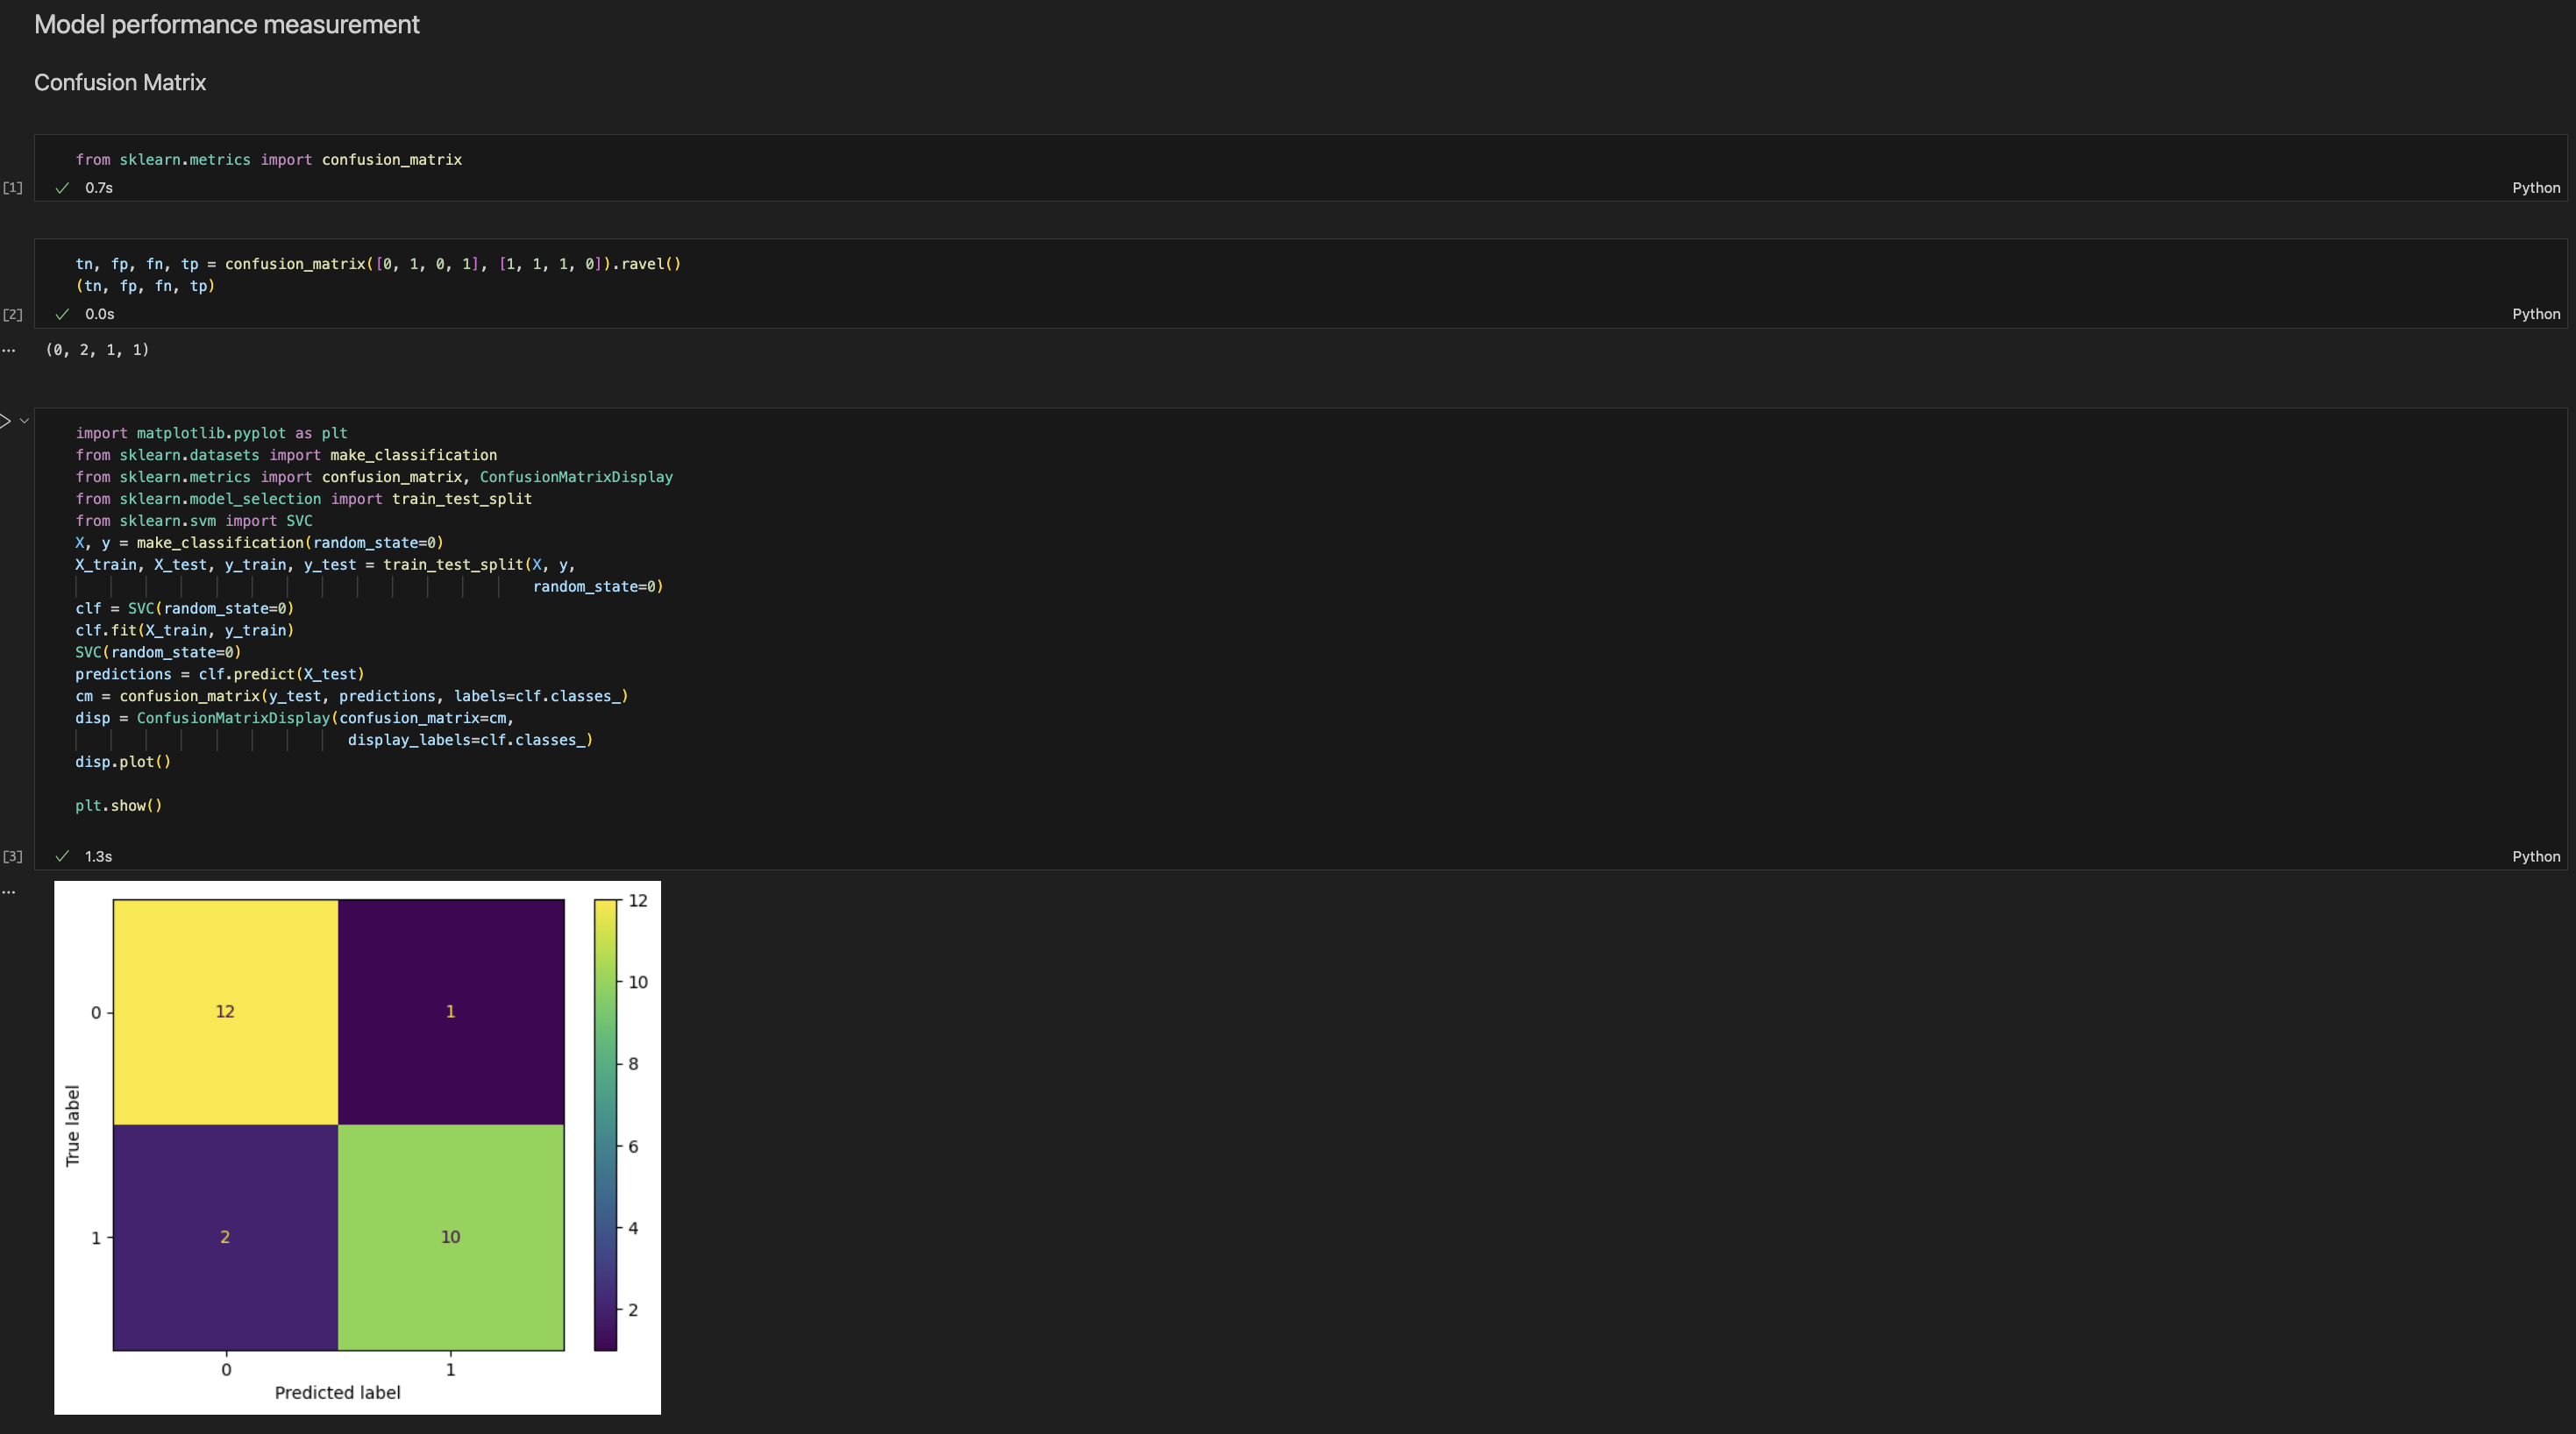 Model performance measurement
Confusion Matrix
from sklearn.metrics import confusion_matrix
[1]
0.7s
Python
tn, fp, fn, tp = confusion_matrix([0, 1, 0, 1], [1, 1, 1, 0]).ravel()
(tn, fp, fn, tp)
[2]
0.0s
Python
... (0, 2, 1, 1)
import matplotlib.pyplot as plt
from sklearn.datasets import make_classification
from sklearn.metrics import confusion_matrix, ConfusionMatrixDisplay
from sklearn.model_selection import train_test_split
from sklearn.svm import SVC
X, y = make_classification(random_state=0)
X_train, X_test, y_train, y_test = train_test_split(X, y,
random_state=0)
clf = SVC(random_state=0)
clf.fit(X_train, y_train)
SVC(random_state=0)
predictions = clf.predict(X_test)
cm = confusion_matrix(y_test, predictions, labels=clf.classes_)
disp = ConfusionMatrixDisplay(confusion_matrix=cm,
display_labels=clf.classes_)
disp.plot()
plt.show()
[3]
1.3s
Python
...
True label
0
1
12
1
2
10
0
1
Predicted label
12
10
8
6
4
2